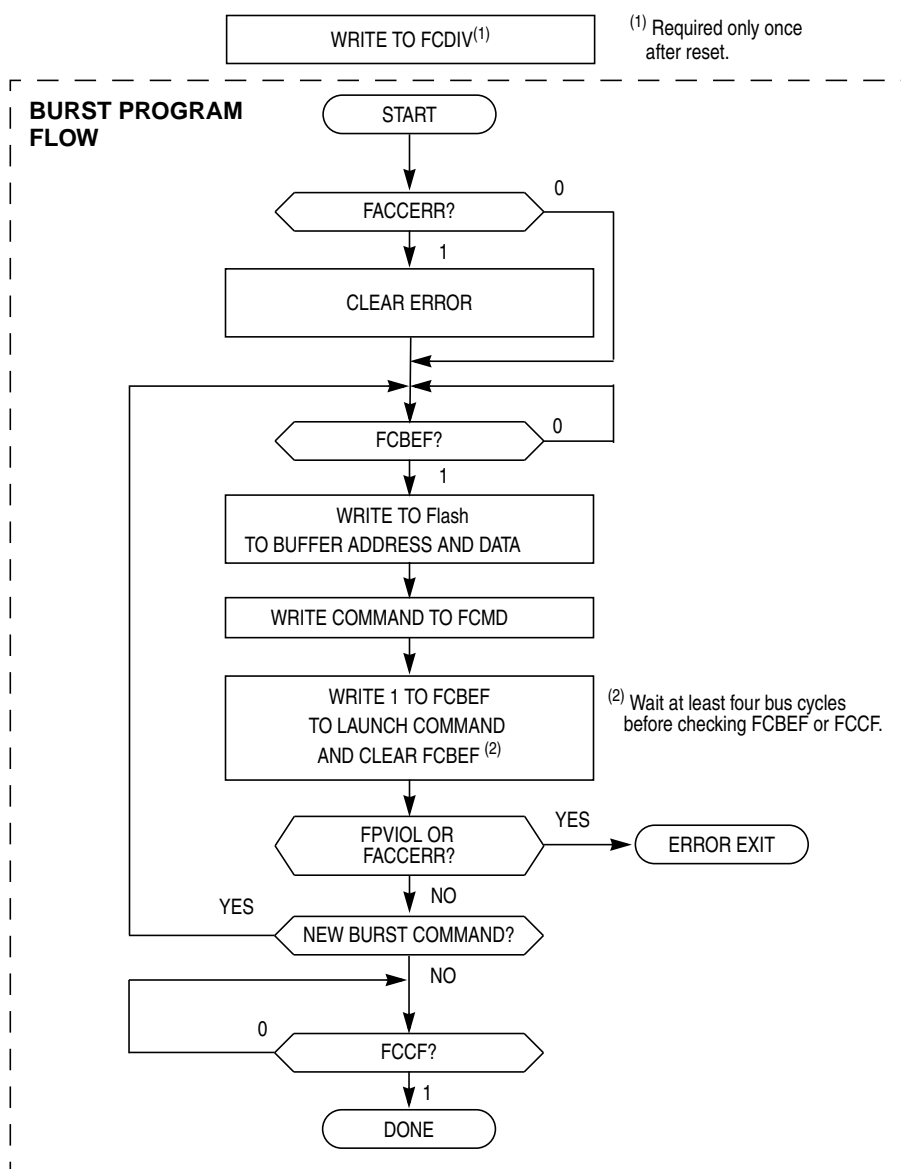 WRITE TO FCDIV(1)
(1) Required only once
after reset.
BURST PROGRAM
FLOW
START
FACCERR?
0
1
CLEAR ERROR
FCBEF?
0
1
WRITE TO Flash
TO BUFFER ADDRESS AND DATA
WRITE COMMAND TO FCMD
WRITE 1 TO FCBEF
TO LAUNCH COMMAND
AND CLEAR FCBEF (2)
(2) Wait at least four bus cycles
before checking FCBEF or FCCF.
FPVIOL OR
FACCERR?
YES
ERROR EXIT
NO
YES
NEW BURST COMMAND?
NO
0
FCCF?
1
DONE